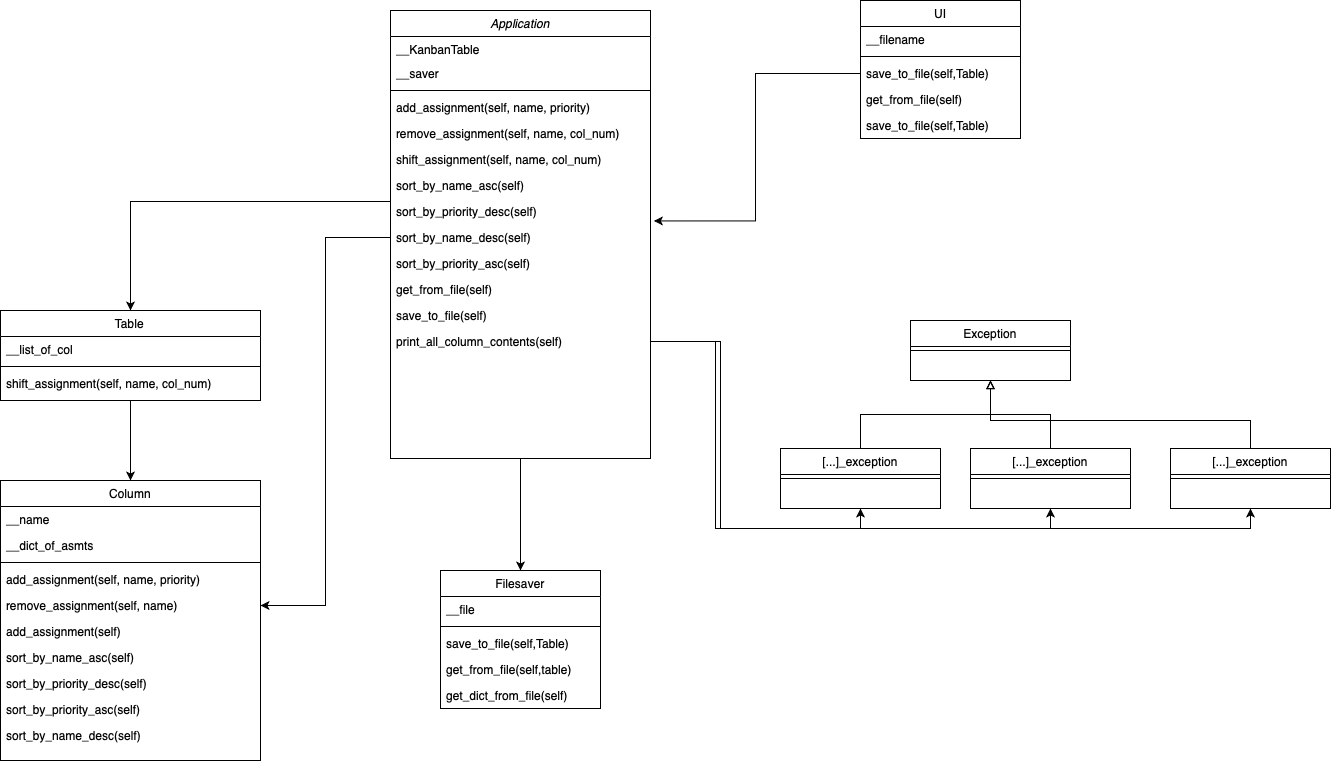 Application
__KanbanTable
__saver
add_assignment(self, name, priority)
remove_assignment(self, name, col_num)
shift_assignment(self, name, col_num)
sort_by_name_asc(self)
sort_by_priority_desc(self)
sort_by_name_desc(self)
sort_by_priority_asc(self)
get_from_file(self)
save_to_file(self)
print_all_column_contents(self)
UI
__filename
save_to_file(self,Table)
get_from_file(self)
save_to_file(self,Table)
Table
__list_of_col
shift_assignment(self, name, col_num)
Column
__name
__dict_of_asmts
add_assignment(self, name, priority)
remove_assignment(self, name)
add_assignment(self)
sort_by_name_asc(self)
sort_by_priority_desc(self)
sort_by_priority_asc(self)
sort_by_name_desc(self)
Filesaver
__file
save_to_file(self,Table)
get_from_file(self,table)
get_dict_from_file(self)
Exception
[...]_exception
[...]_exception
[...]_exception